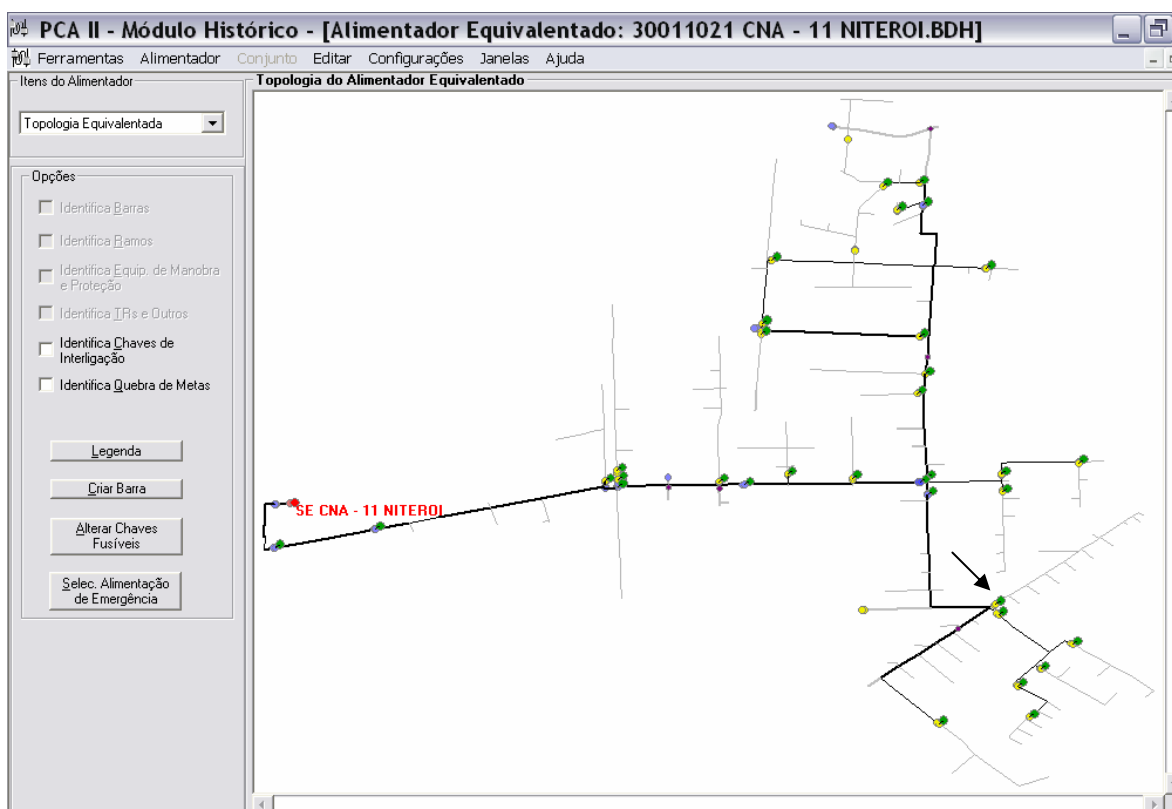 PCA II - Módulo Histórico - [Alimentador Equivalentado: 30011021 CNA - 11 NITEROI.BDH]
Ferramentas Alimentador Conjunto Editar Configurações Janelas Ajuda
Itens do Alimentador
Topologia Equivalentada
Opções
Identifica Barras
Identifica Ramos
Identifica Equip. de Manobra
e Proteção
Identifica TRs e Outros
Identifica Chaves de
Interligação
Identifica Quebra de Metas
Legenda
Criar Barra
Alterar Chaves
Fusíveis
Selec. Alimentação
de Emergência
Topologia do Alimentador Equivalentado
SE CNA - 11 NITEROI